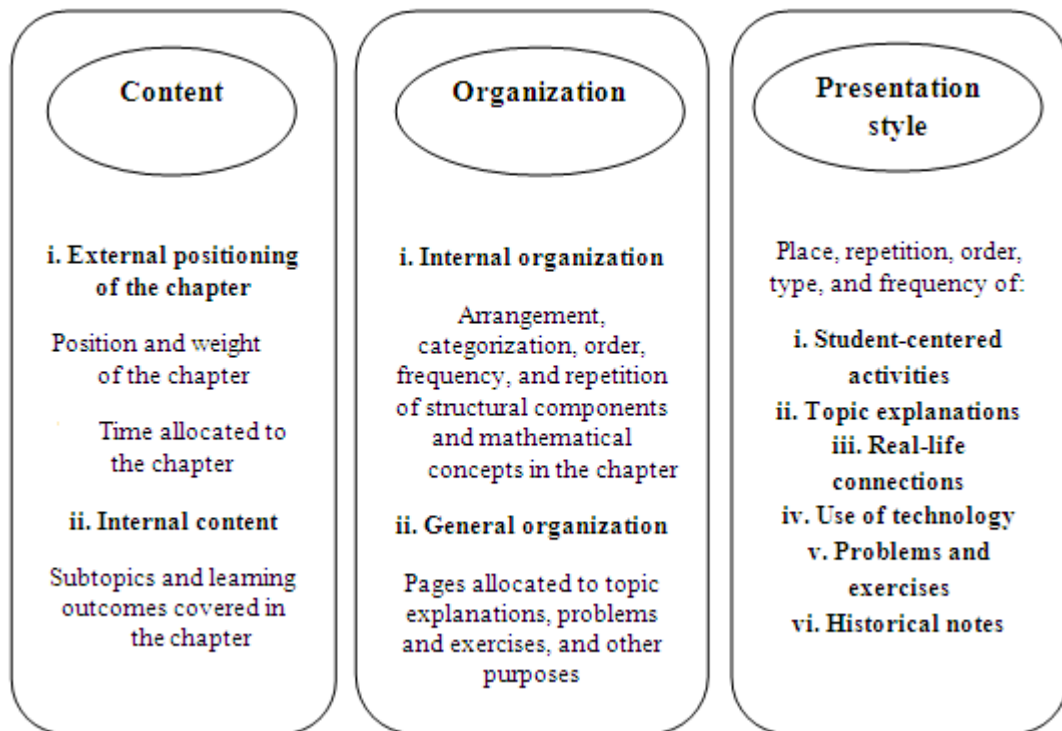 Content
i. External positioning
of the chapter
Position and weight
of the chapter
Time allocated to
the chapter
ii. Internal content
Subtopics and learning
outcomes covered in
the chapter
Organization
i. Internal organization
Arrangement,
categorization, order,
frequency, and repetition
of structural components
and mathematical
concepts in the chapter
ii. General organization
Pages allocated to topic
explanations, problems
and exercises, and other
purposes
Presentation
style
Place, repetition, order,
type, and frequency of:
i. Student-centered
activities
ii. Topic explanations
iii. Real-life
connections
iv. Use of technology
v. Problems and
exercises
vi. Historical notes